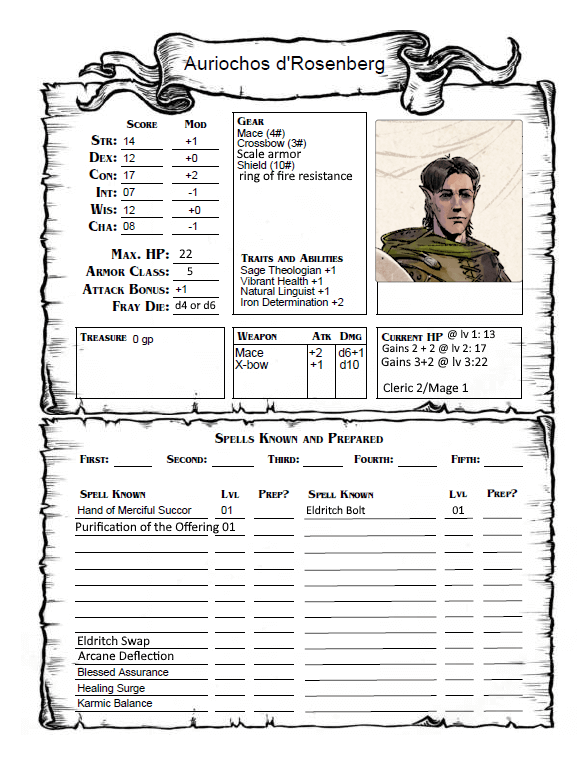 Auriochos d'Rosenberg
Score Mod
Str: 14 +1
Dex: 12 +0
Con: 17 +2
Int: 07 -1
Wis: 12 +0
Cha: 08 -1
Max. HP: 22
Armor Class: 5
Attack Bonus: +1
Fray Die: d4 or d6
Gear
Mace (4#)
Crossbow (3#)
Scale armor
Shield (10#)
ring of fire resistance
Traits and Abilities
Sage Theologian +1
Vibrant Health +1
Natural Linguist +1
Iron Determination +2
Treasure 0 gp
Weapon Atk Dmg
Mace +2 d6+1
X-bow +1 d10
Current HP @ lv 1: 13
Gains 2 + 2 @ lv 2: 17
Gains 3+2 @ lv 3:22
Cleric 2/Mage 1
Spells Known and Prepared
First: Second: Third: Fourth: Fifth:
Spell Known Lvl Prep? Spell Known Lvl Prep?
Hand of Merciful Succor 01 Eldritch Bolt 01
Purification of the Offering 01
Eldritch Swap
Arcane Deflection
Blessed Assurance
Healing Surge
Karmic Balance